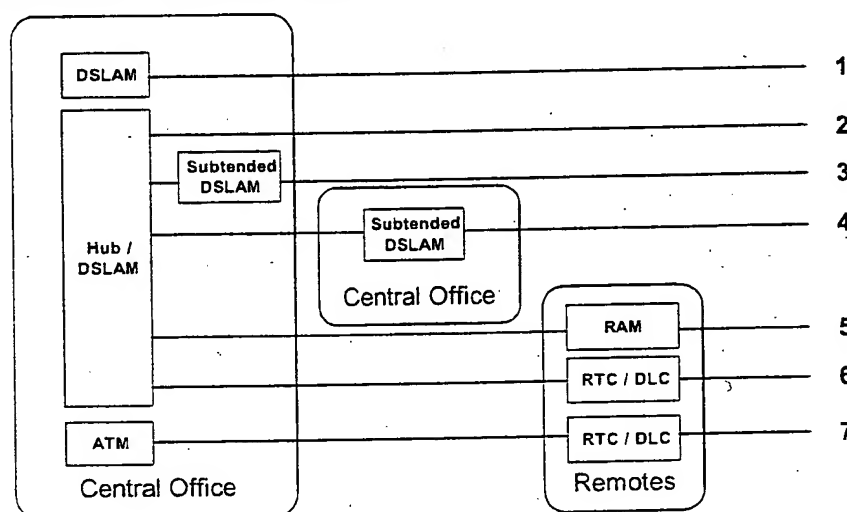 DSLAM
1
2
Subtended
DSLAM
3
Subtended
DSLAM
4
Hub /
DSLAM
Central Office
RAM
5
RTC / DLC
6
ATM
RTC / DLC
7
Central Office
Remotes